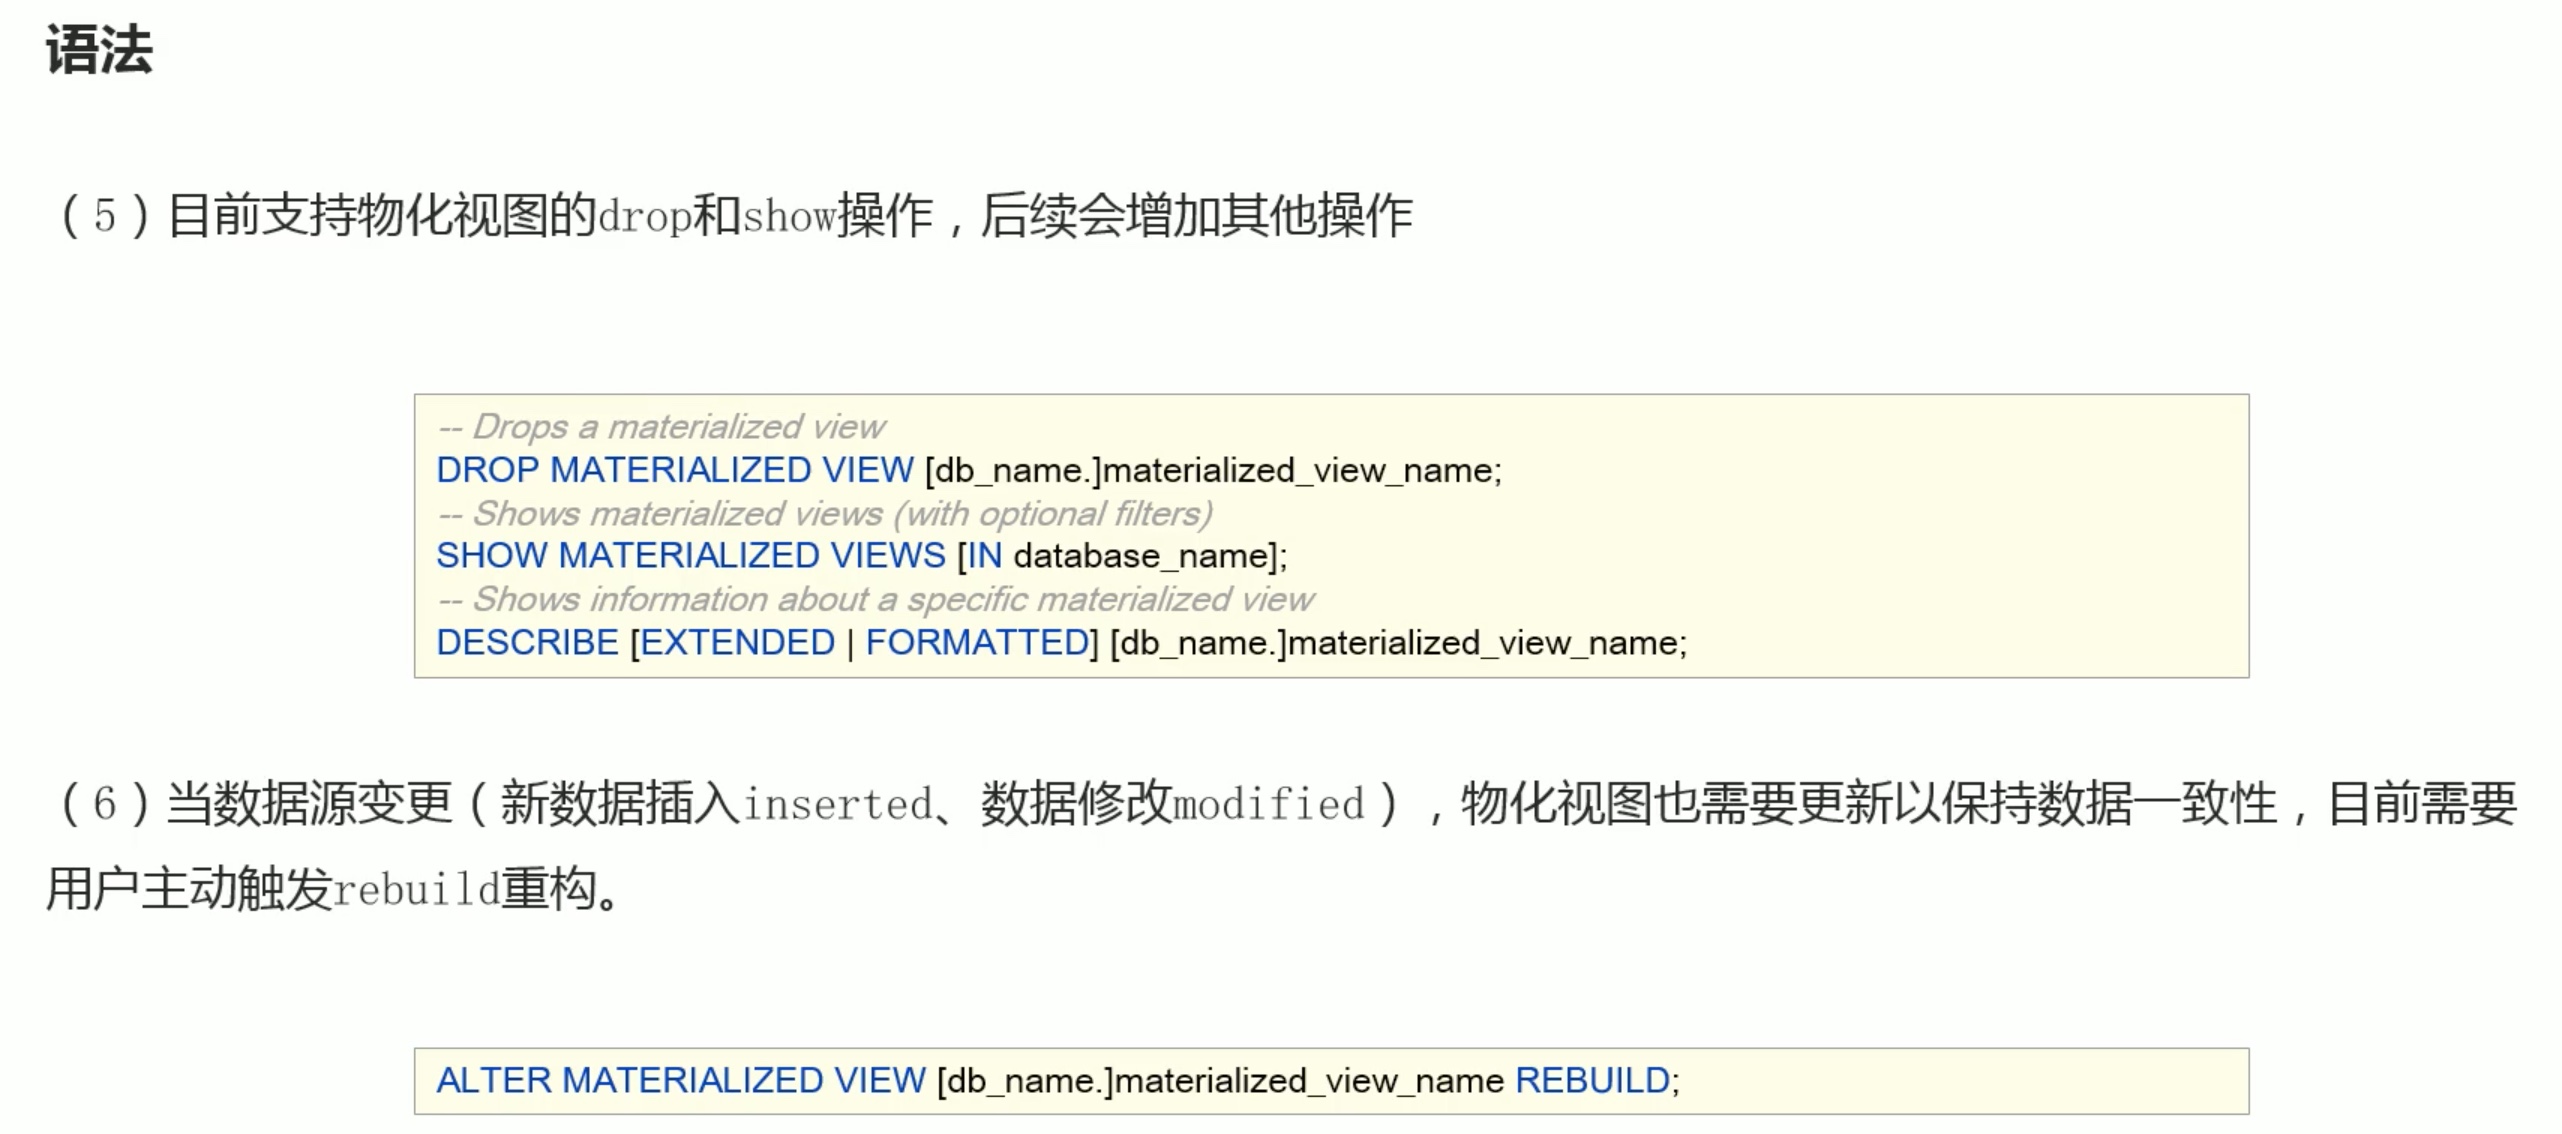 语法
（5）目前支持物化视图的drop和show操作，后续会增加其他操作
-- Drops a materialized view
DROP MATERIALIZED VIEW [db_name.]materialized_view_name;
-- Shows materialized views (with optional filters)
SHOW MATERIALIZED VIEWS [IN database_name];
-- Shows information about a specific materialized view
DESCRIBE [EXTENDED | FORMATTED] [db_name.]materialized_view_name;
（6）当数据源变更（新数据插入inserted、数据修改modified），物化视图也需要更新以保持数据一致性，目前需要
用户主动触发rebuild重构。
ALTER MATERIALIZED VIEW [db_name.]materialized_view_name REBUILD;